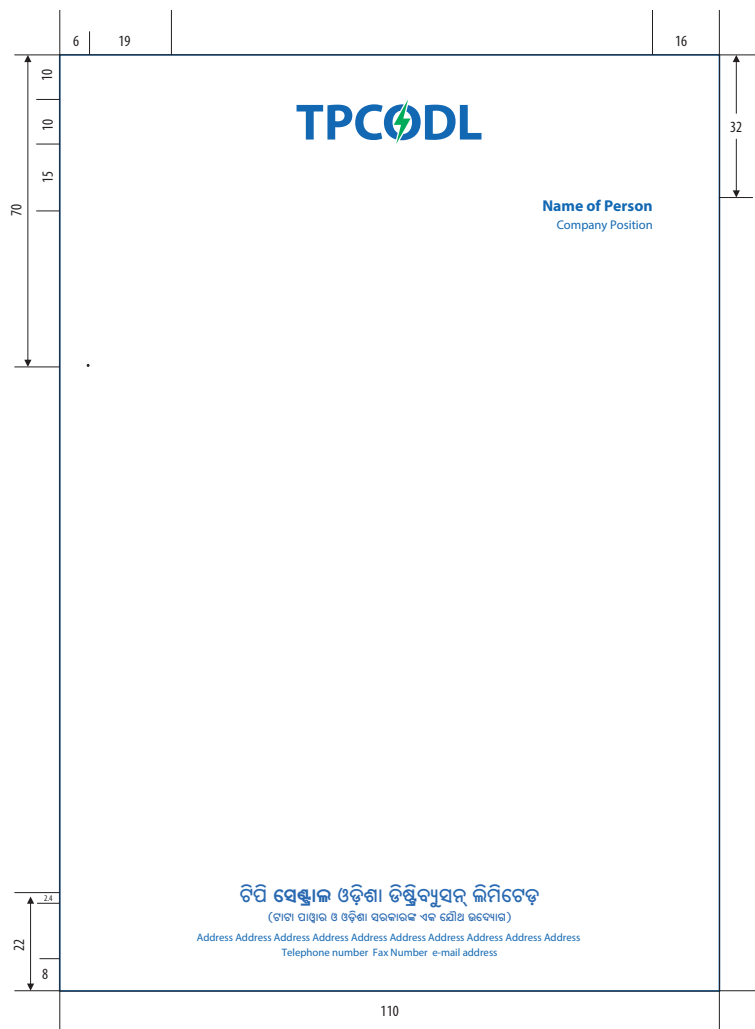 6 19 16
10
10
15
70
32
TPCODL
Name of Person
Company Position
ଟିପି ସେଣ୍ଟ୍ରାଲ ଓଡ଼ିଶା ଡିଷ୍ଟ୍ରିବ୍ୟୁସନ୍ ଲିମିଟେଡ଼
(ଟାଟା ପାୱାର ଓ ଓଡ଼ିଶା ସରକାରଙ୍କ ଏକ ଯୌଥ ଉଦ୍ୟୋଗ)
Address Address Address Address Address Address Address Address Address Address
Telephone number Fax Number e-mail address
2.4
22
8
110